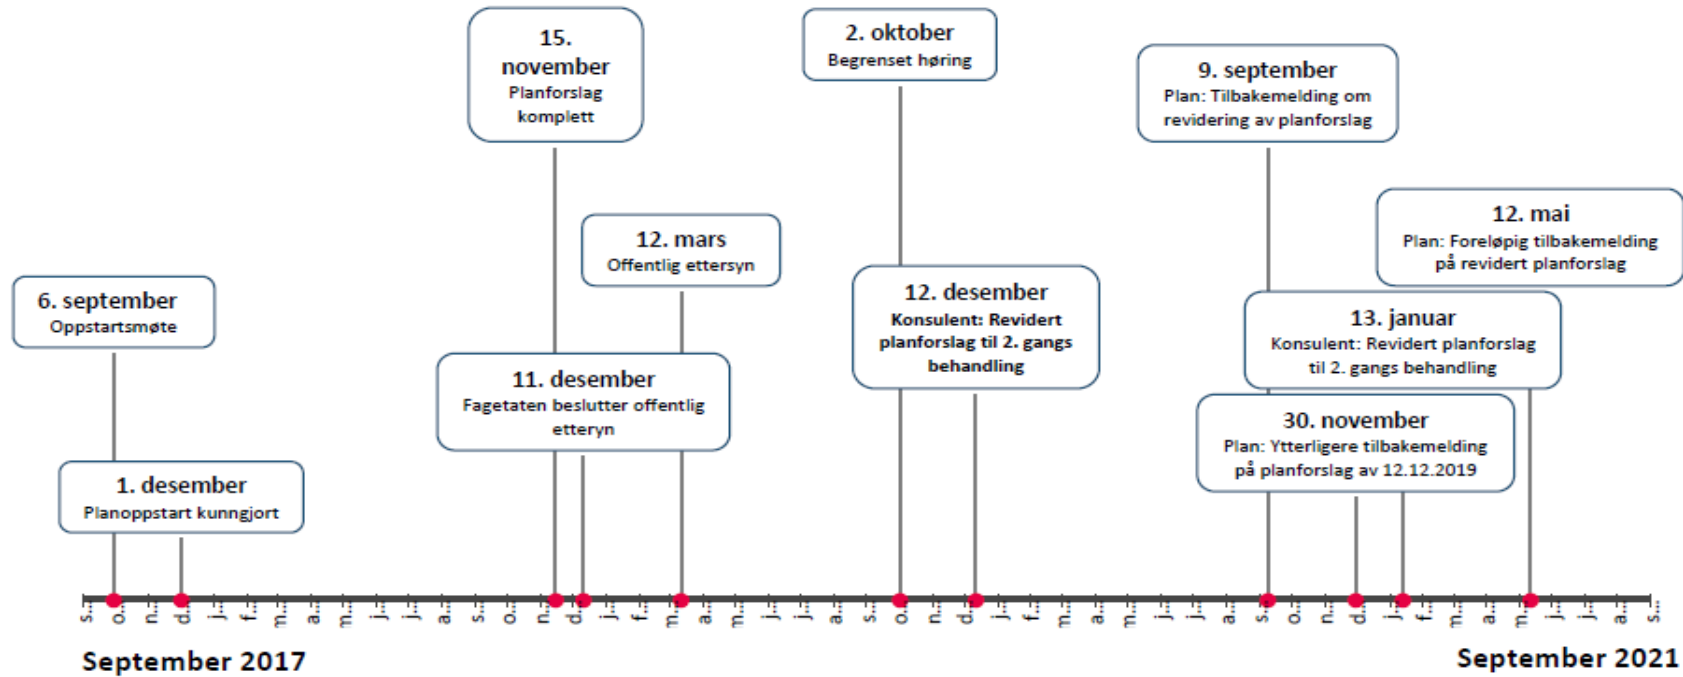 6. september
Oppstartsmøte
1. desember
Planoppstart kunngjort
15.
november
Planforslag
komplett
11. desember
Fagetaten beslutter offentlig
etteryn
12. mars
Offentlig ettersyn
2. oktober
Begrenset høring
12. desember
Konsulent: Revidert
planforslag til 2. gangs
behandling
9. september
Plan: Tilbakemelding om
revidering av planforslag
30. november
Plan: Ytterligere tilbakemelding
på planforslag av 12.12.2019
13. januar
Konsulent: Revidert planforslag
til 2. gangs behandling
12. mai
Plan: Foreløpig tilbakemelding
på revidert planforslag
s... o... n... d... j... f... m... a... m... j... j... a... s... o... n... d... j... f... m... a... m... j... j... a... s... o... n... d... j... f... m... a... m... j... j... a... s... o... n... d... j... f... m... a... m... j... j... a... s...
September 2017
September 2021